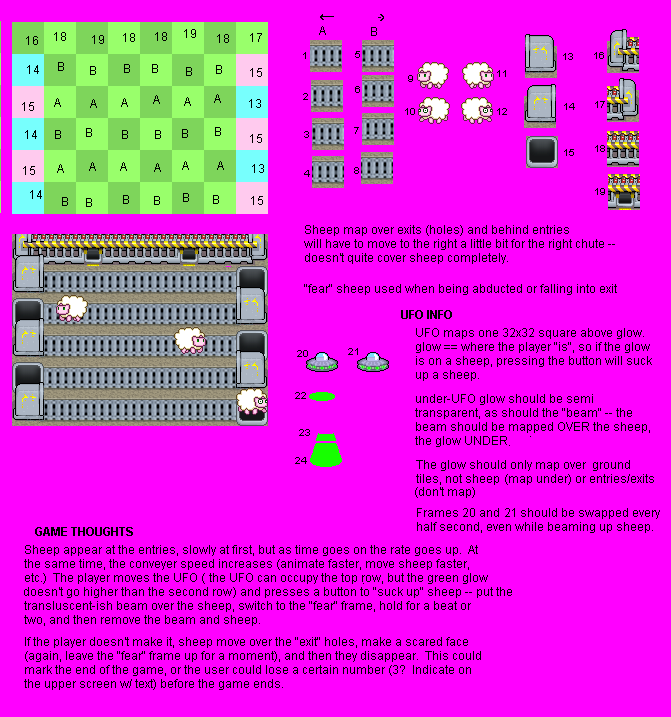 ← →
A B
16 18 19 18 19 18 17
14 B B B B B B 15
15 A A A A A A 13
14 B B B B B B 15
15 A A A A A A 13
14 B B B B B B 15
1 5
2 6
3 7
4 8
9 11
10 12
13
14
15
16
17
18
19
Sheep map over exits (holes) and behind entries
will have to move to the right a little bit for the right chute --
doesn't quite cover sheep completely.
"fear" sheep used when being abducted or falling into exit
UFO INFO
UFO maps one 32x32 square above glow
glow == where the player "is", so if the glow
is on a sheep, pressing the button will suck
up a sheep.
under-UFO glow should be semi
transparent, as should the "beam" -- the
beam should be mapped OVER the sheep,
the glow UNDER.
The glow should only map over ground
tiles, not sheep (map under) or entries/exits
(don't map)
Frames 20 and 21 should be swapped every
half second, even while beaming up sheep.
20 21
22
23
24
GAME THOUGHTS
Sheep appear at the entries, slowly at first, but as time goes on the rate goes up. At
the same time, the conveyer speed increases (animate faster, move sheep faster,
etc.) The player moves the UFO ( the UFO can occupy the top row, but the green glow
doesn't go higher than the second row) and presses a button to "suck up" sheep -- put the
transluscent-ish beam over the sheep, switch to the "fear" frame, hold for a beat or
two, and then remove the beam and sheep.
If the player doesn't make it, sheep move over the "exit" holes, make a scared face
(again, leave the "fear" frame up for a moment), and then they disappear. This could
mark the end of the game, or the user could lose a certain number (3? Indicate on
the upper screen w/ text) before the game ends.